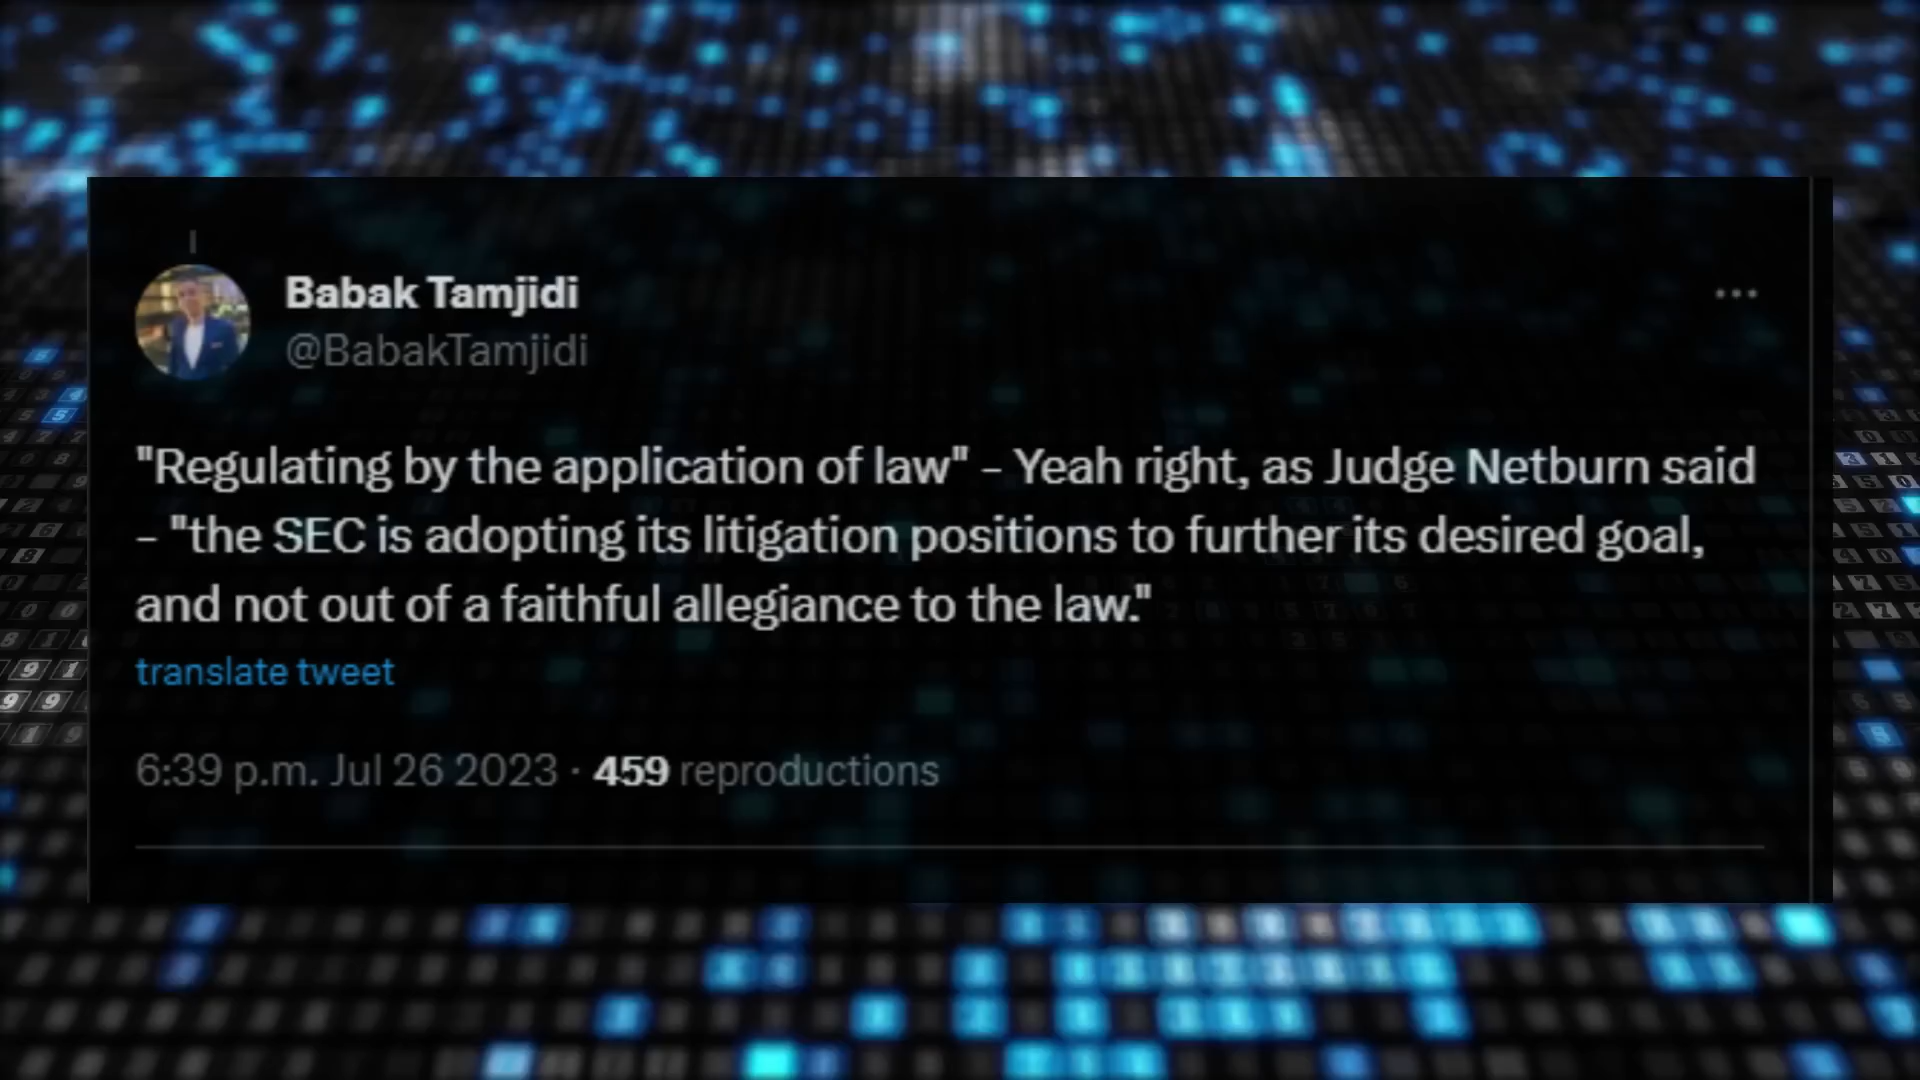 Babak Tamjidi
@BabakTamjidi
"Regulating by the application of law" – Yeah right, as Judge Netburn said
– "the SEC is adopting its litigation positions to further its desired goal,
and not out of a faithful allegiance to the law."
translate tweet
6:39 p.m. Jul 26 2023 · 459 reproductions